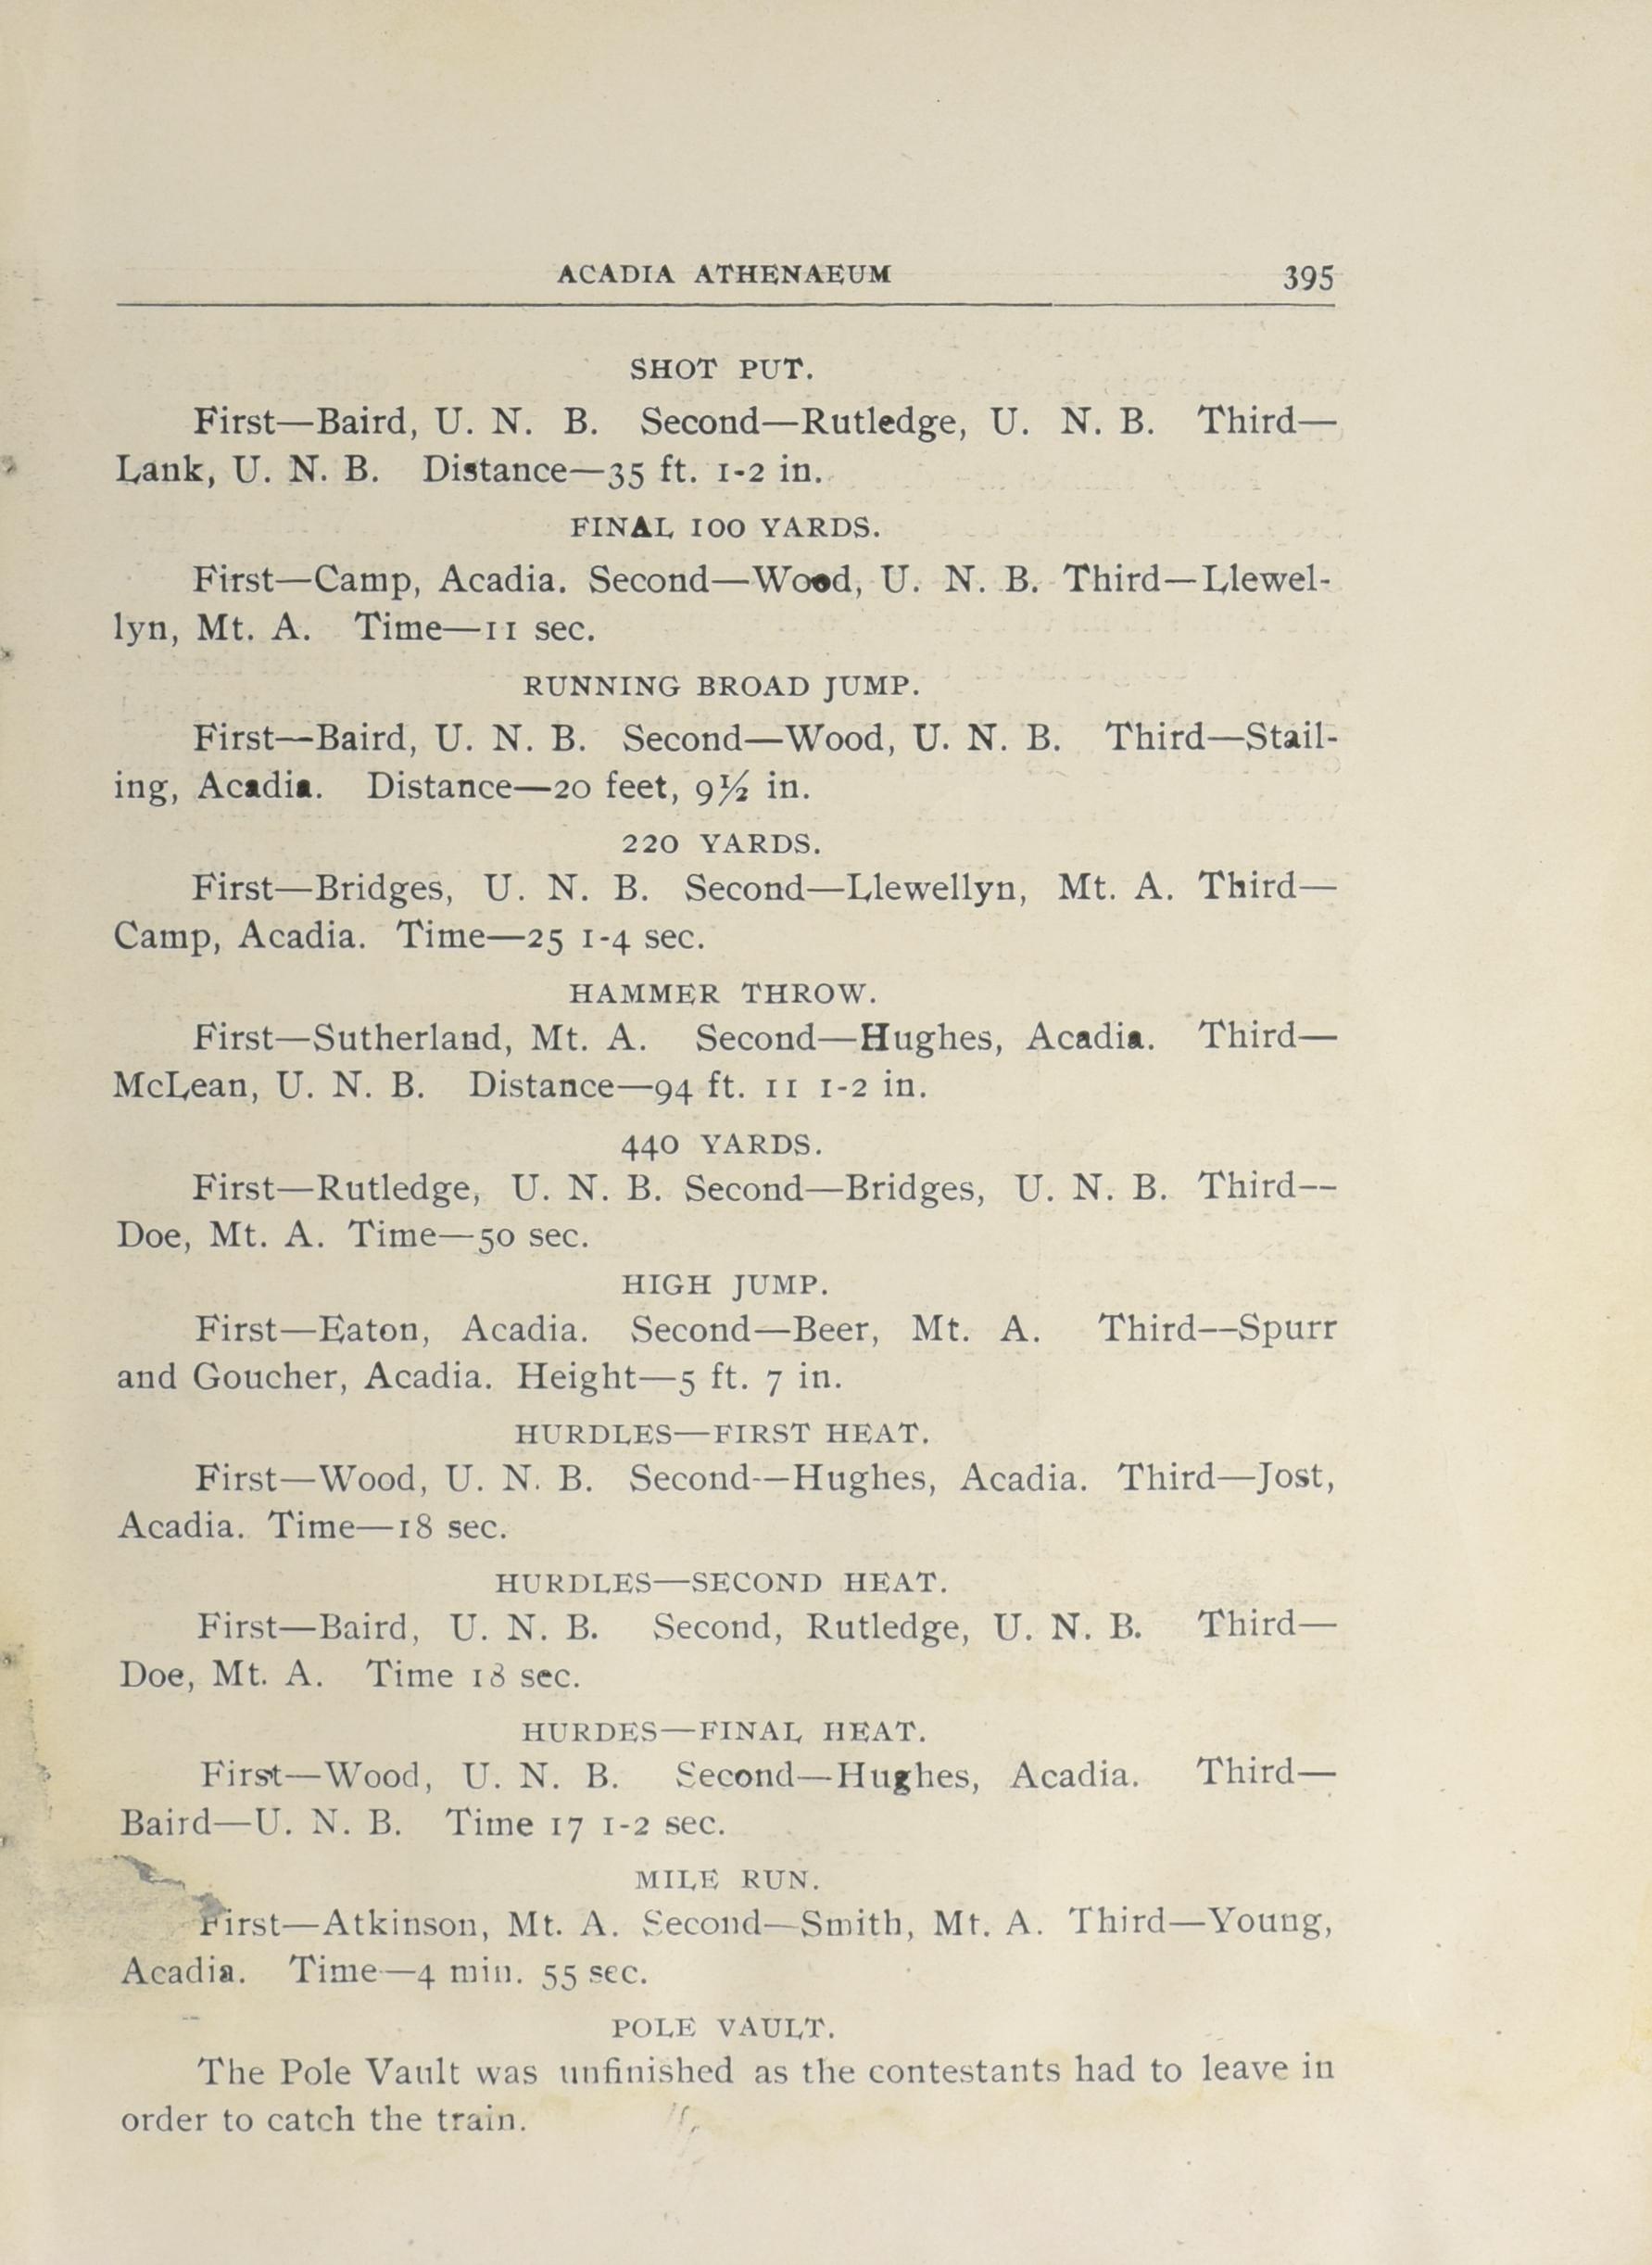 ACADIA ATHENAEUM 395
SHOT PUT.
First—Baird, U. N. B. Second—Rutledge, U. N. B. Third—
Lank, U. N. B. Distance—35 ft. 1-2 in.
FINAL 100 YARDS.
First—Camp, Acadia. Second—Wood, U. N. B. Third—Llewel-
lyn, Mt. A. Time—11 sec.
RUNNING BROAD JUMP.
First—Baird, U. N. B. Second—Wood, U. N. B. Third—Stail-
ing, Acadia. Distance—20 feet, 9½ in.
220 YARDS.
First—Bridges, U. N. B. Second—Llewellyn, Mt. A. Third—
Camp, Acadia. Time—25 1-4 sec.
HAMMER THROW.
First—Sutherland, Mt. A. Second—Hughes, Acadia. Third—
McLean, U. N. B. Distance—94 ft. 11 1-2 in.
440 YARDS.
First—Rutledge, U. N. B. Second—Bridges, U. N. B. Third—
Doe, Mt. A. Time—50 sec.
HIGH JUMP.
First—Eaton, Acadia. Second—Beer, Mt. A. Third—Spurr
and Goucher, Acadia. Height—5 ft. 7 in.
HURDLES—FIRST HEAT.
First—Wood, U. N. B. Second—Hughes, Acadia. Third—Jost,
Acadia. Time—18 sec.
HURDLES—SECOND HEAT.
First—Baird, U. N. B. Second, Rutledge, U. N. B. Third—
Doe, Mt. A. Time 18 sec.
HURDES—FINAL HEAT.
First—Wood, U. N. B. Second—Hughes, Acadia. Third—
Baird—U. N. B. Time 17 1-2 sec.
MILE RUN.
First—Atkinson, Mt. A. Second—Smith, Mt. A. Third—Young,
Acadia. Time—4 min. 55 sec.
POLE VAULT.
The Pole Vault was unfinished as the contestants had to leave in
order to catch the train.